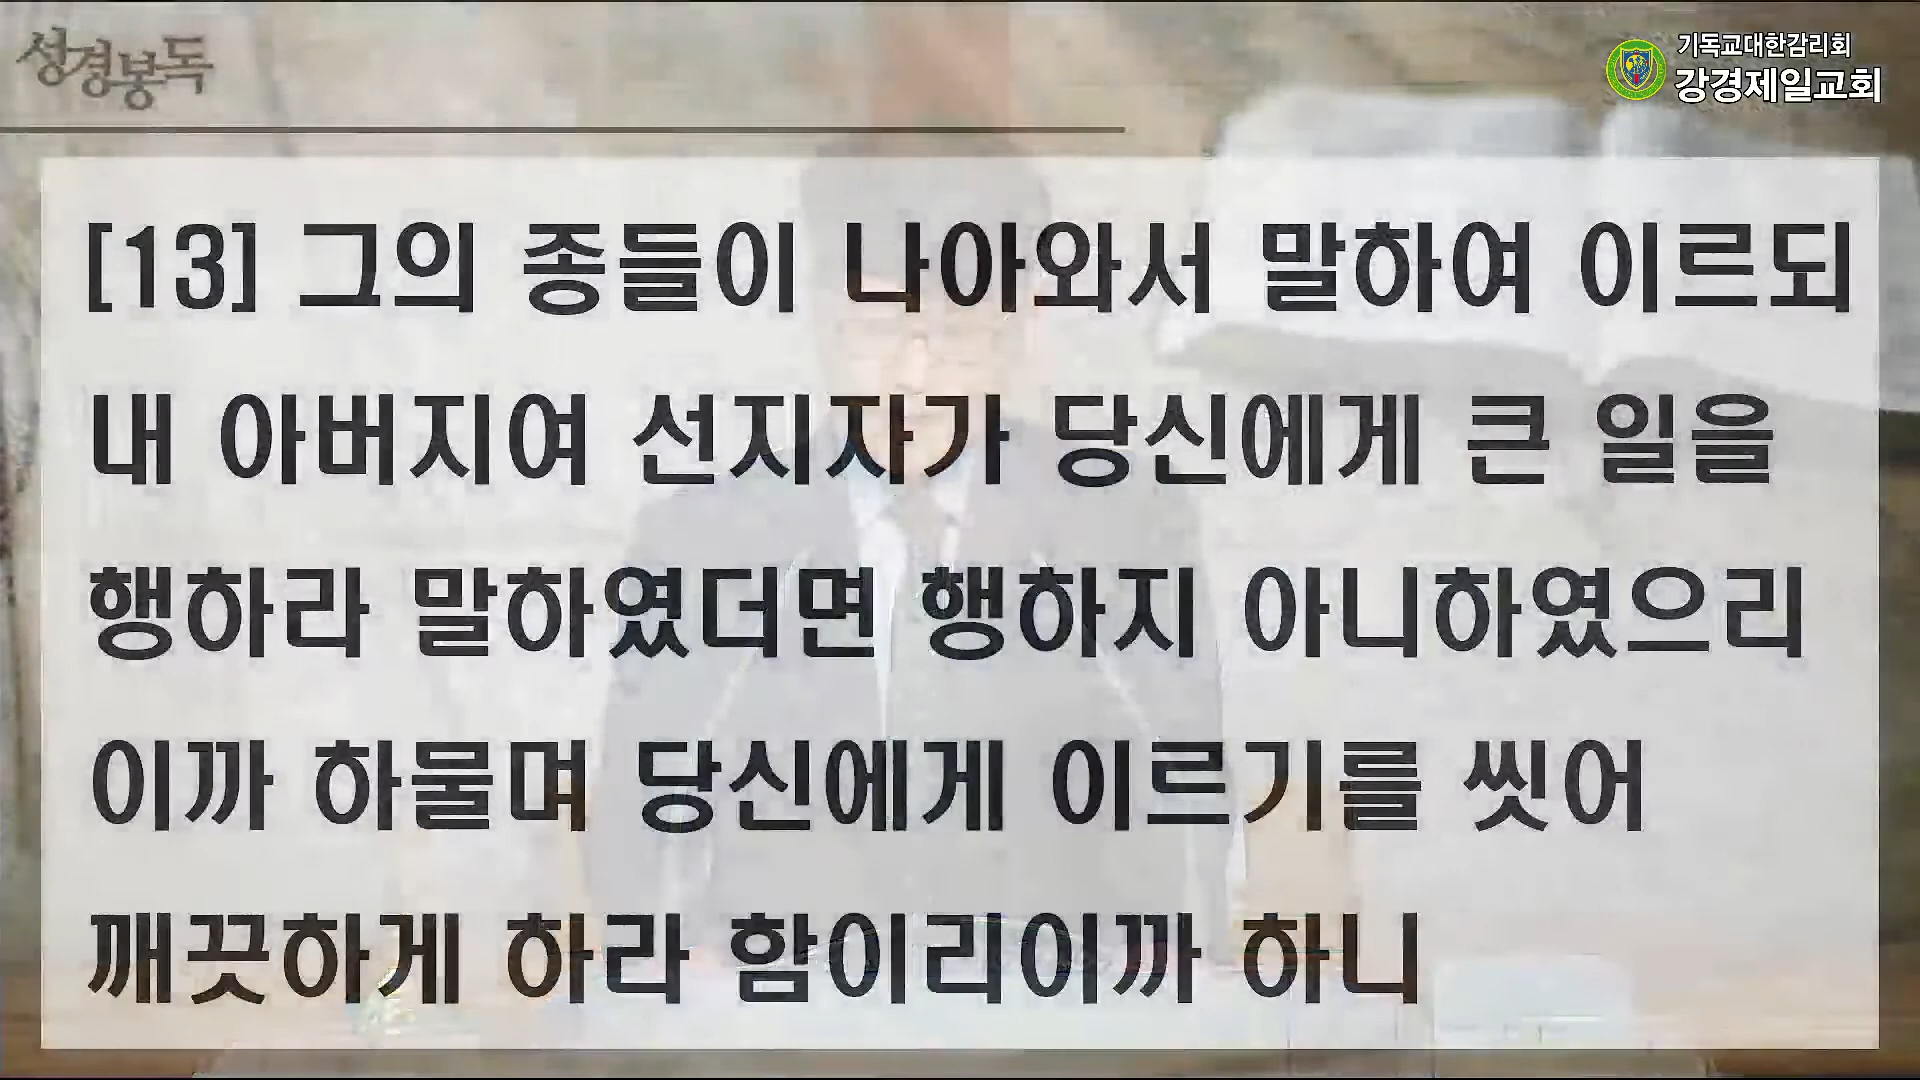 성경봉독
기독교대한감리회
강경제일교회
[13] 그의 종들이 나아와서 말하여 이르되
내 아버지여 선지자가 당신에게 큰 일을
행하라 말하였더면 행하지 아니하였으리
이까 하물며 당신에게 이르기를 씻어
깨끗하게 하라 함이리이까 하니